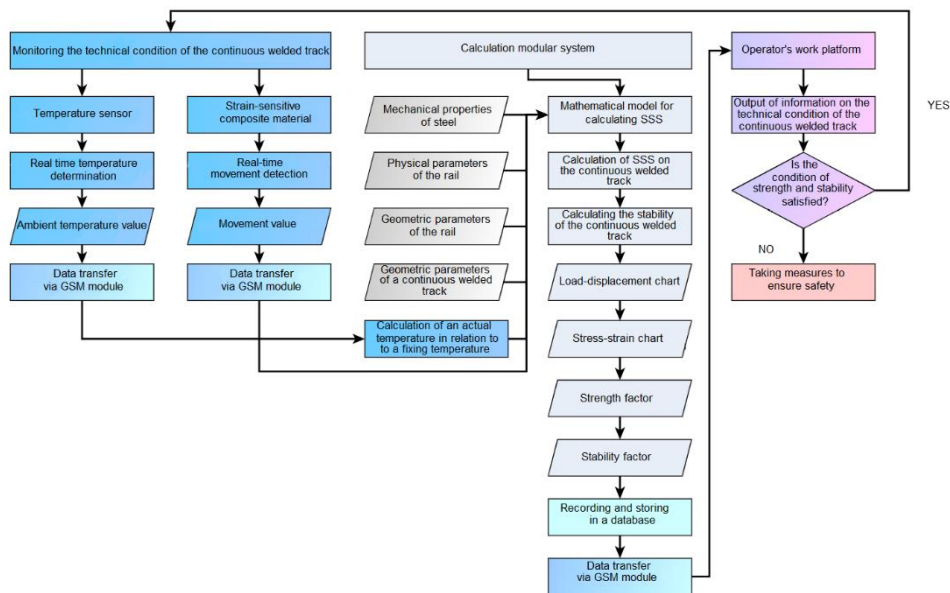 Monitoring the technical condition of the continuous welded track
Temperature sensor
Real time temperature
determination
Ambient temperature value
Data transfer
via GSM module
Strain-sensitive
composite material
Real-time
movement detection
Movement value
Data transfer
via GSM module
Calculation modular system
Mechanical properties
of steel
Physical parameters
of the rail
Geometric parameters
of the rail
Geometric parameters
of a continuous welded
track
Calculation of an actual
temperature in relation to
to a fixing temperature
Mathematical model for
calculating SSS
Calculation of SSS on
the continuous welded
track
Calculating the stability
of the continuous welded
track
Load-displacement chart
Stress-strain chart
Strength factor
Stability factor
Recording and storing
in a database
Data transfer
via GSM module
Operator's work platform
Output of information on the
technical condition of the
continuous welded track
Is the
condition of
strength and stability
satisfied?
YES
NO
Taking measures to
ensure safety